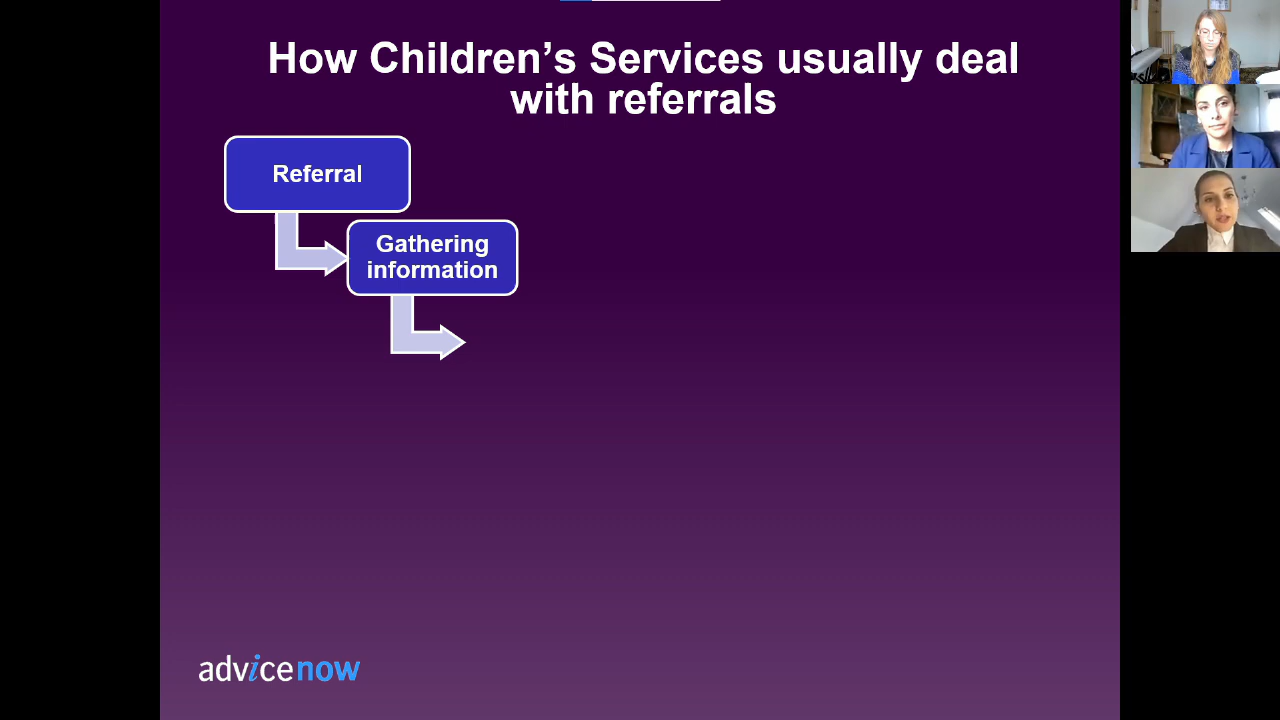 How Children’s Services usually deal
with referrals
Referral
Gathering
information
advicenow